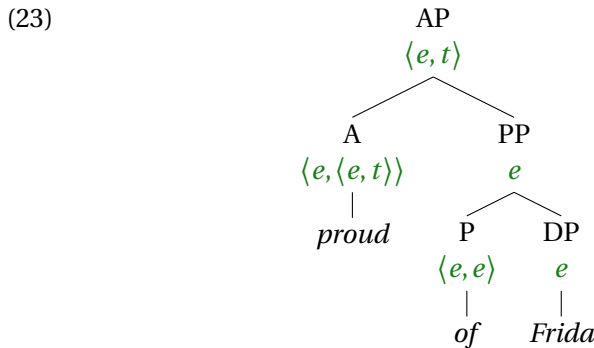 (23) AP
⟨e, t⟩
A PP
⟨e, ⟨e, t⟩⟩ e
proud P DP
⟨e, e⟩ e
of Frida